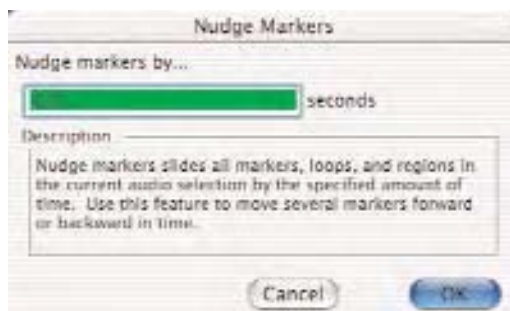 Nudge Markers
Nudge markers by...
seconds
Description
Nudge markers slides all markers, loops, and regions in
the current audio selection by the specified amount of
time. Use this feature to move several markers forward
or backward in time.
Cancel
OK